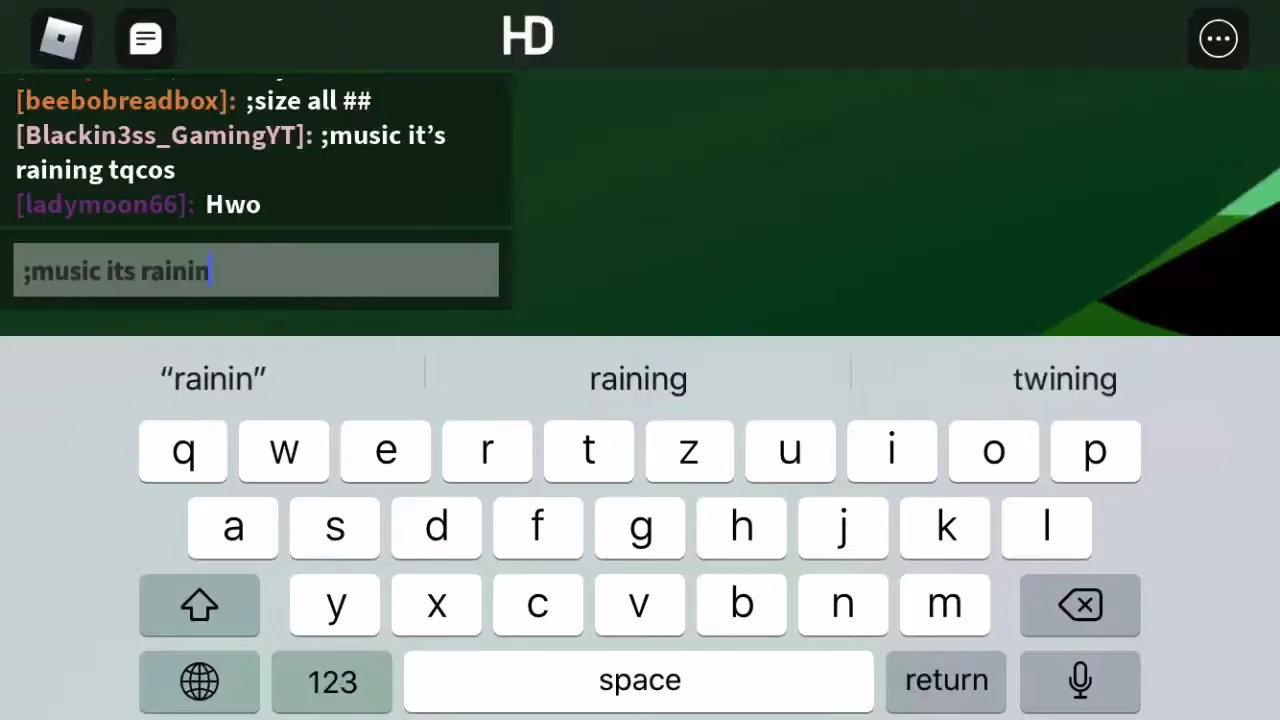 HD
[beebobreadbox]: ;size all ##
[Blackin3ss_GamingYT]: ;music it’s
raining tqcos
[ladymoon66]: Hwo
;music its rainin
“rainin” raining twining
q w e r t z u i o p
a s d f g h j k l
y x c v b n m
123 space return